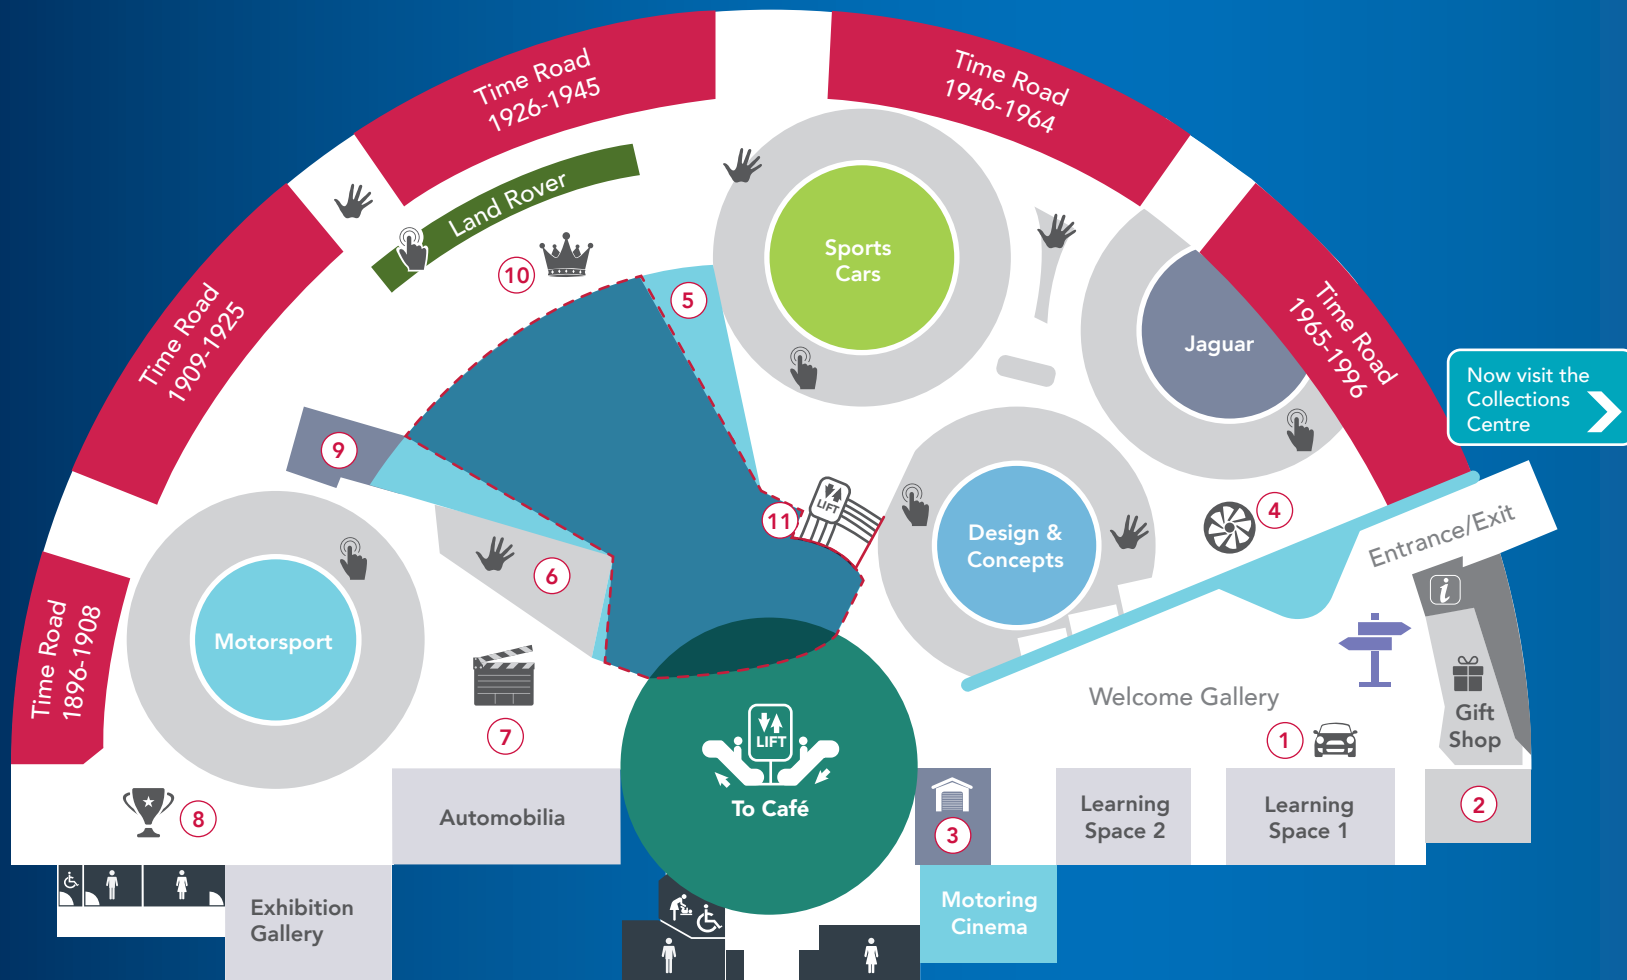 Time Road
1926-1945
Time Road
1946-1964
Land Rover
Sports
Cars
10
5
Time Road
1909-1925
Jaguar
Time Road
1965-1996
Now visit the
Collections
Centre
9
LIFT
11
4
Design &
Concepts
Entrance/Exit
6
i
Time Road
1896-1908
Motorsport
Welcome Gallery
Gift
Shop
7
1
LIFT
To Café
8
Automobilia
3
Learning
Space 2
Learning
Space 1
2
Exhibition
Gallery
Motoring
Cinema